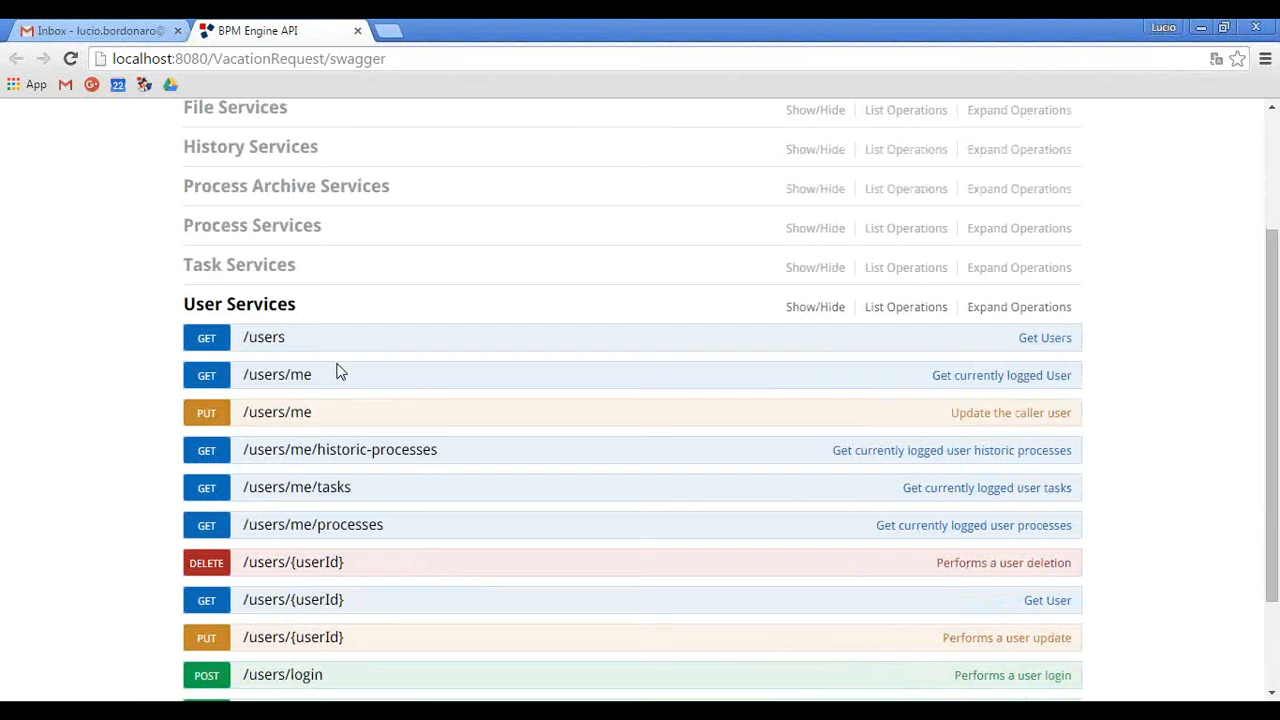 Inbox - lucio.bordonaro@
BPM Engine API
Lucio
localhost:8080/VacationRequest/swagger
App
22
File Services Show/Hide List Operations Expand Operations
History Services Show/Hide List Operations Expand Operations
Process Archive Services Show/Hide List Operations Expand Operations
Process Services Show/Hide List Operations Expand Operations
Task Services Show/Hide List Operations Expand Operations
User Services Show/Hide List Operations Expand Operations
GET /users Get Users
GET /users/me Get currently logged User
PUT /users/me Update the caller user
GET /users/me/historic-processes Get currently logged user historic processes
GET /users/me/tasks Get currently logged user tasks
GET /users/me/processes Get currently logged user processes
DELETE /users/{userId} Performs a user deletion
GET /users/{userId} Get User
PUT /users/{userId} Performs a user update
POST /users/login Performs a user login